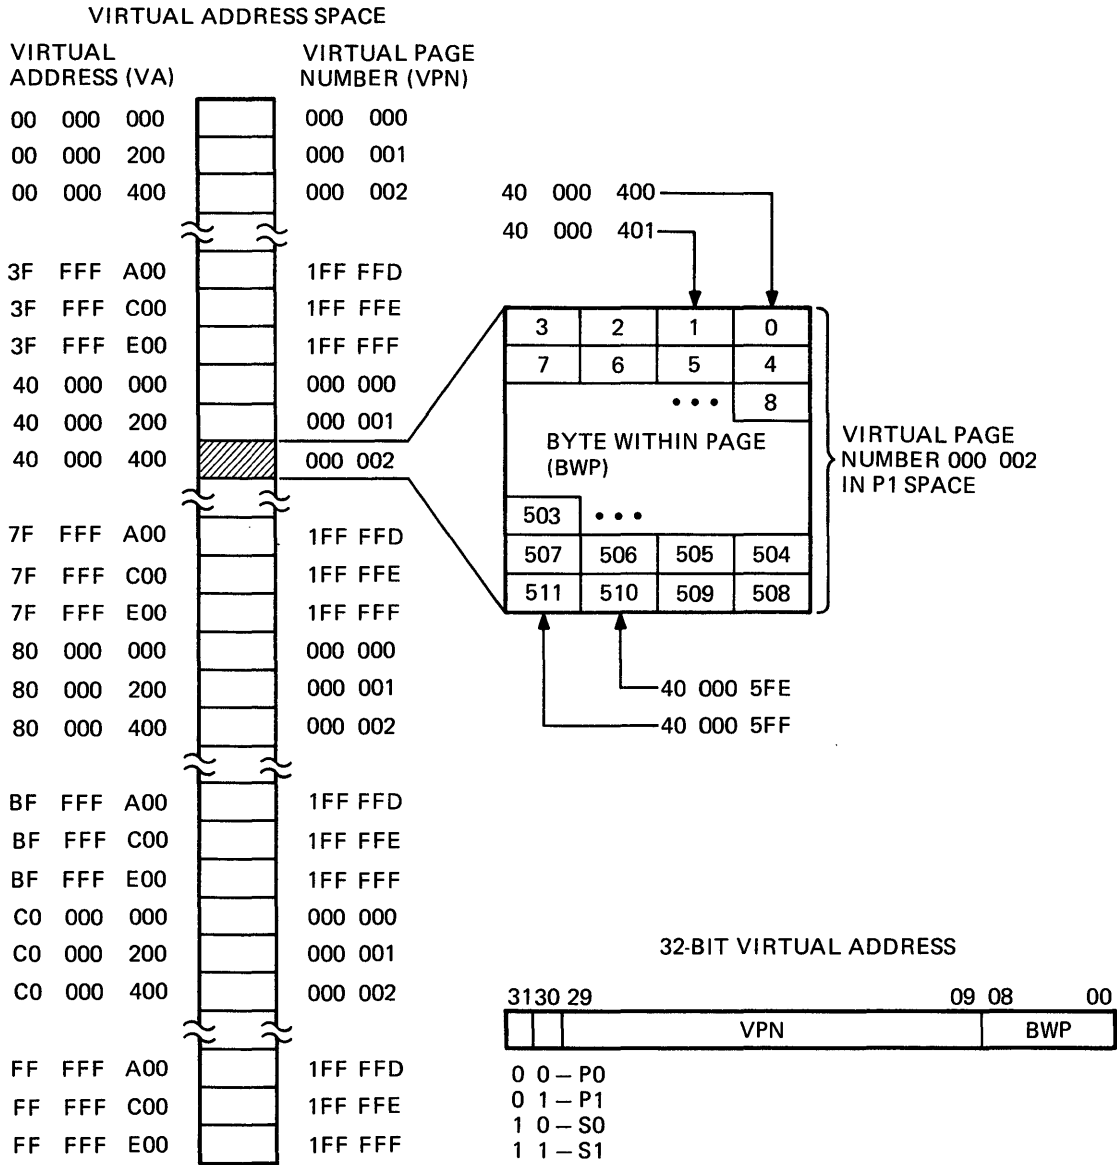 VIRTUAL ADDRESS SPACE
VIRTUAL ADDRESS (VA)
VIRTUAL PAGE NUMBER (VPN)
00 000 000 000 000
00 000 200 000 001
00 000 400 000 002
3F FFF A00 1FF FFD
3F FFF C00 1FF FFE
3F FFF E00 1FF FFF
40 000 000 000 000
40 000 200 000 001
40 000 400 000 002
7F FFF A00 1FF FFD
7F FFF C00 1FF FFE
7F FFF E00 1FF FFF
80 000 000 000 000
80 000 200 000 001
80 000 400 000 002
BF FFF A00 1FF FFD
BF FFF C00 1FF FFE
BF FFF E00 1FF FFF
C0 000 000 000 000
C0 000 200 000 001
C0 000 400 000 002
FF FFF A00 1FF FFD
FF FFF C00 1FF FFE
FF FFF E00 1FF FFF
40 000 400
40 000 401
3 2 1 0
7 6 5 4
••• 8
BYTE WITHIN PAGE
(BWP)
503 •••
507 506 505 504
511 510 509 508
VIRTUAL PAGE
NUMBER 000 002
IN P1 SPACE
40 000 5FE
40 000 5FF
32-BIT VIRTUAL ADDRESS
31 30 29 09 08 00
VPN BWP
0 0 – P0
0 1 – P1
1 0 – S0
1 1 – S1